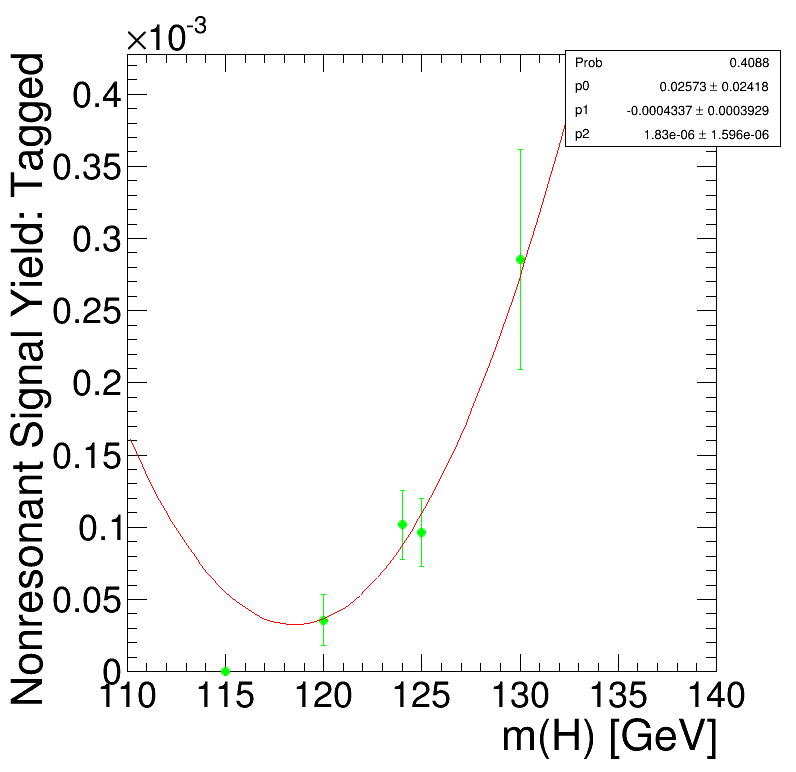 ×10⁻³
Prob 0.4088
p0 0.02573 ± 0.02418
p1 -0.0004337 ± 0.0003929
p2 1.83e-06 ± 1.596e-06
Nonresonant Signal Yield: Tagged
0.4
0.35
0.3
0.25
0.2
0.15
0.1
0.05
0
110 115 120 125 130 135 140
m(H) [GeV]